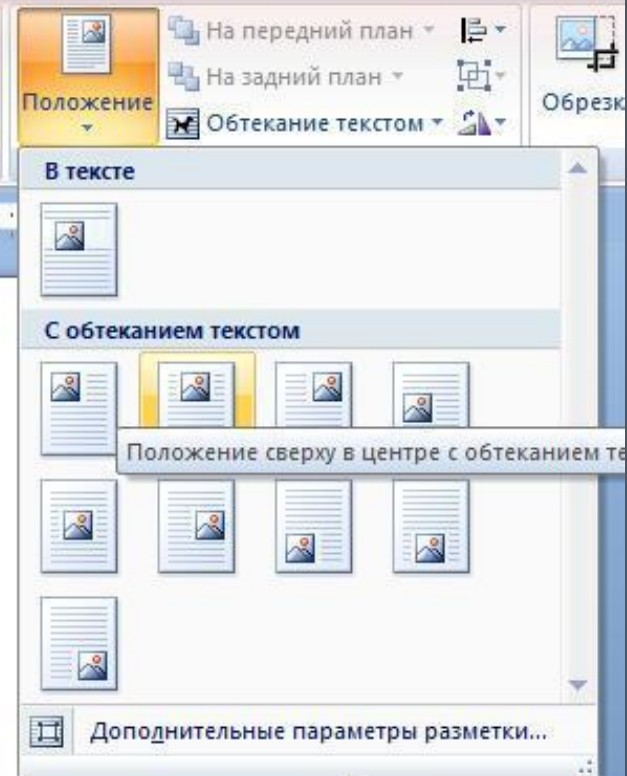 На передний план
На задний план
Положение
Обтекание текстом
Обрезк
В тексте
С обтеканием текстом
Положение сверху в центре с обтеканием те
Дополнительные параметры разметки...